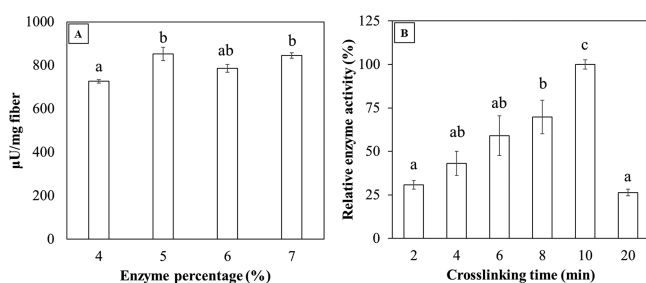 A
1000
800
600
400
200
0
µU/mg fiber
a
b
ab
b
4 5 6 7
Enzyme percentage (%)
B
125
100
75
50
25
0
Relative enzyme activity (%)
a
ab
ab
b
c
a
2 4 6 8 10 20
Crosslinking time (min)